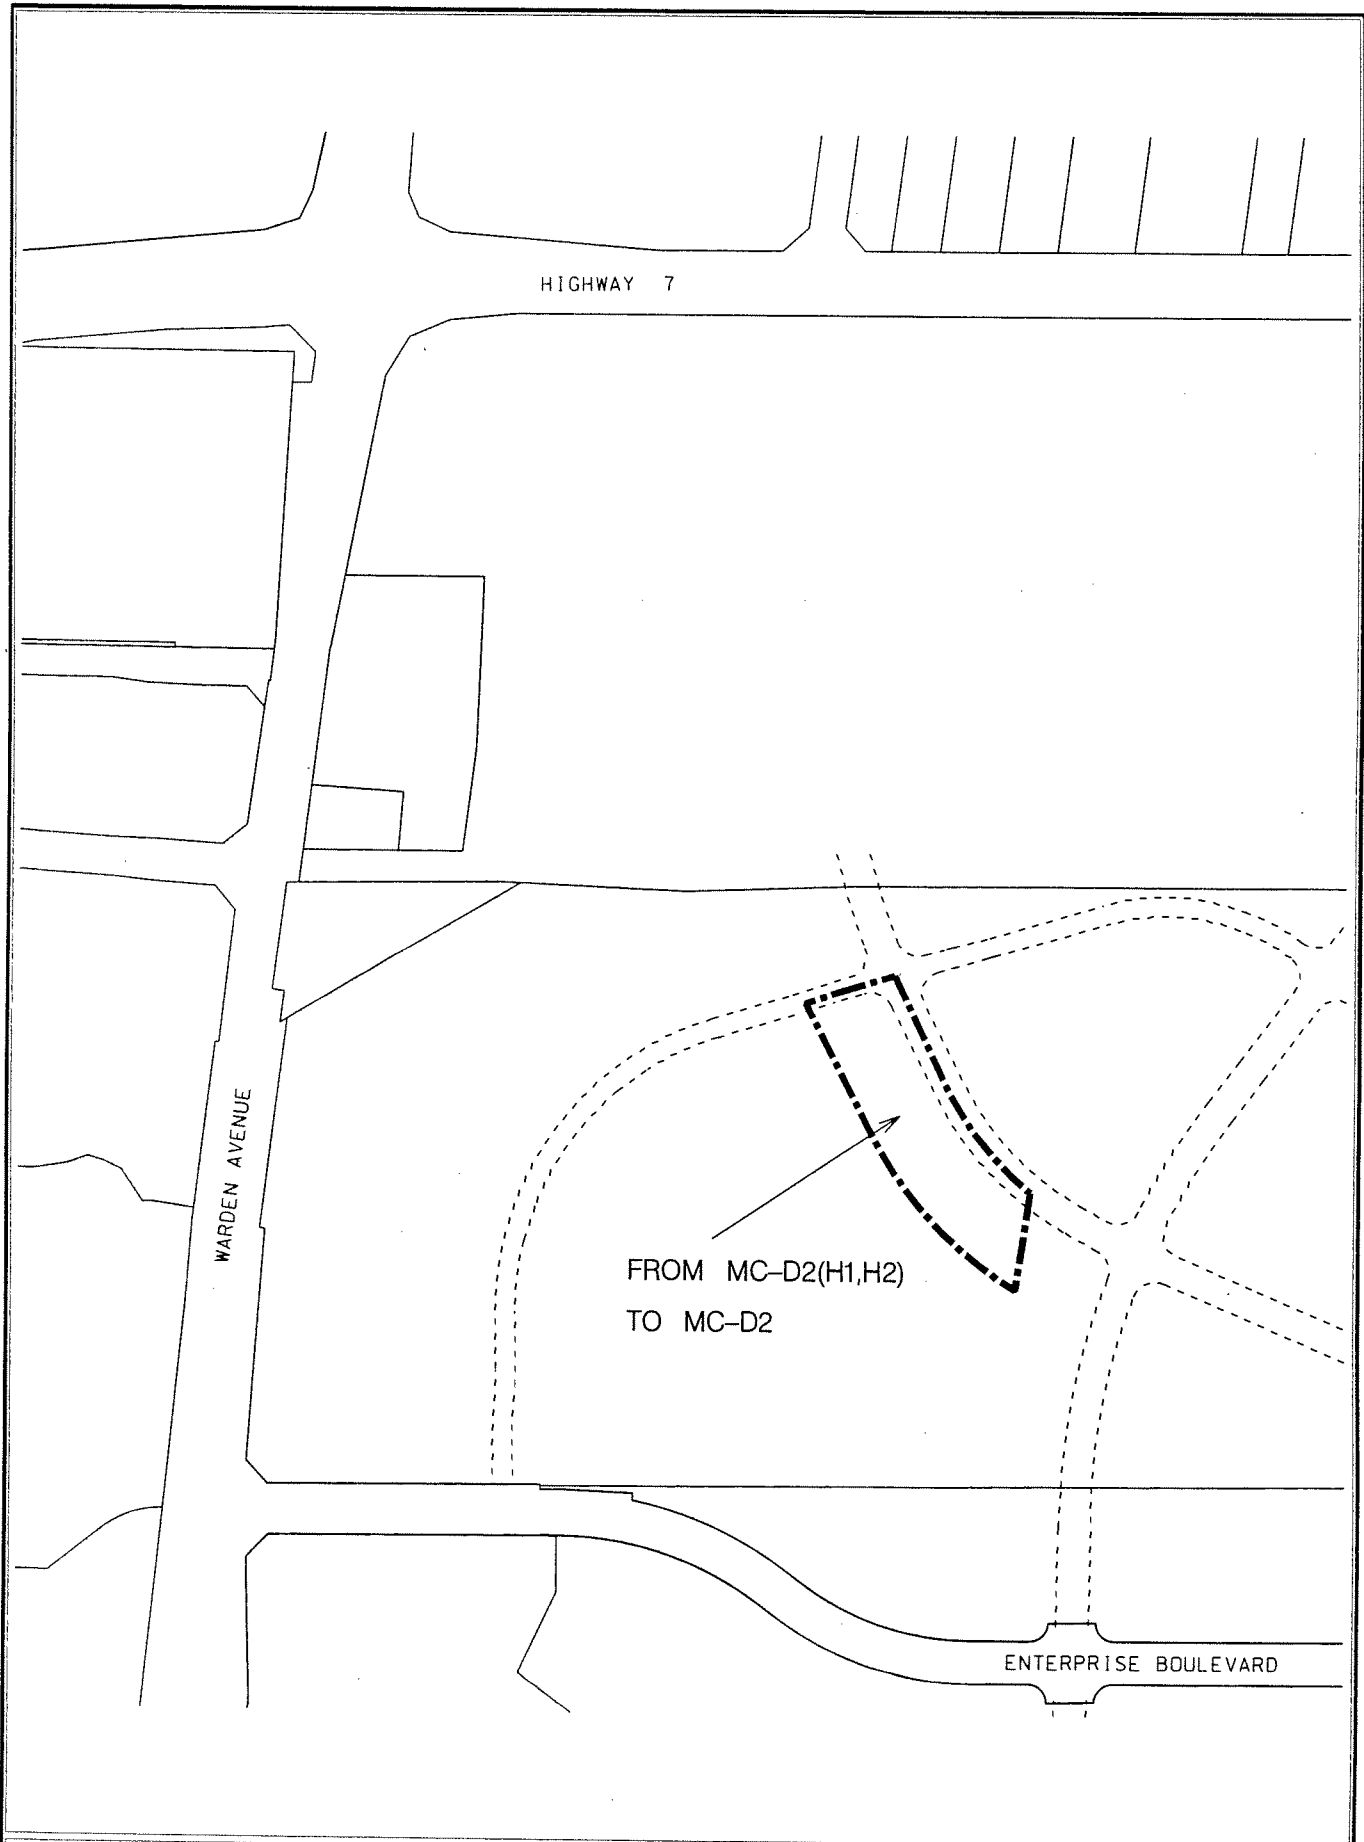 HIGHWAY 7
WARDEN AVENUE
FROM MC-D2(H1,H2)
TO MC-D2
ENTERPRISE BOULEVARD